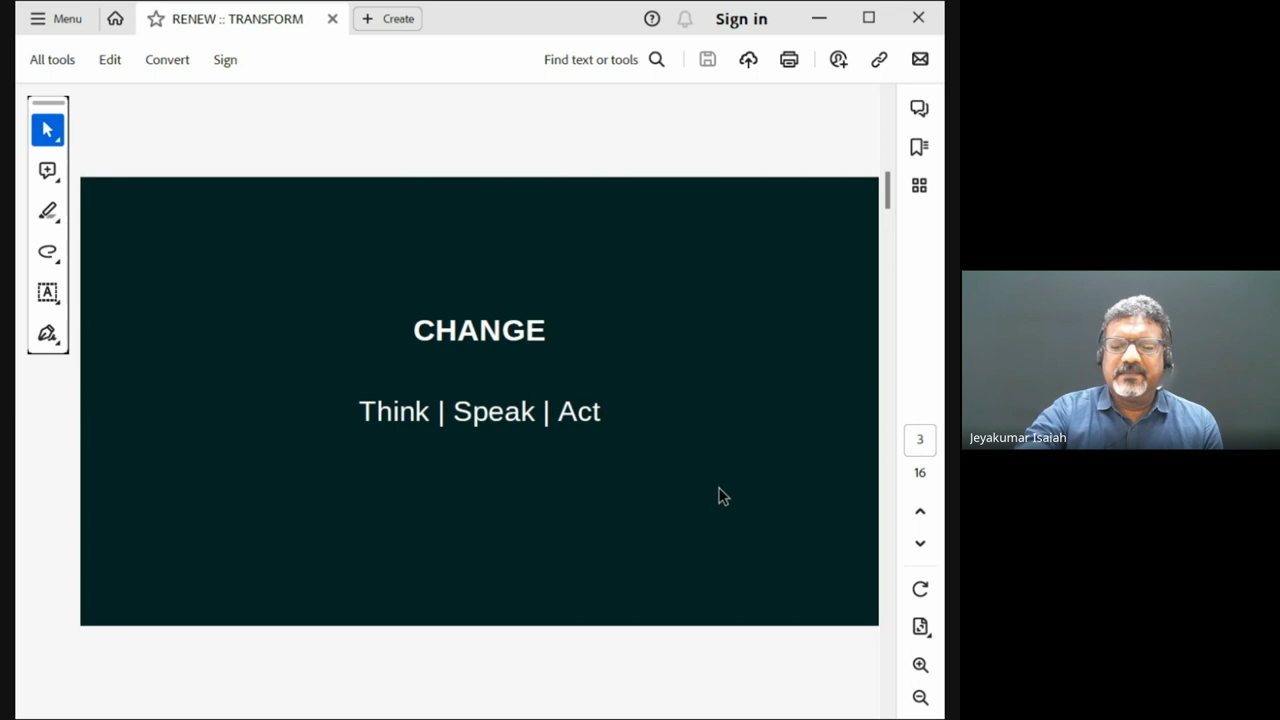 Menu
RENEW :: TRANSFORM
Create
Sign in
All tools
Edit
Convert
Sign
Find text or tools
CHANGE
Think | Speak | Act
3
16
Jeyakumar Isaiah